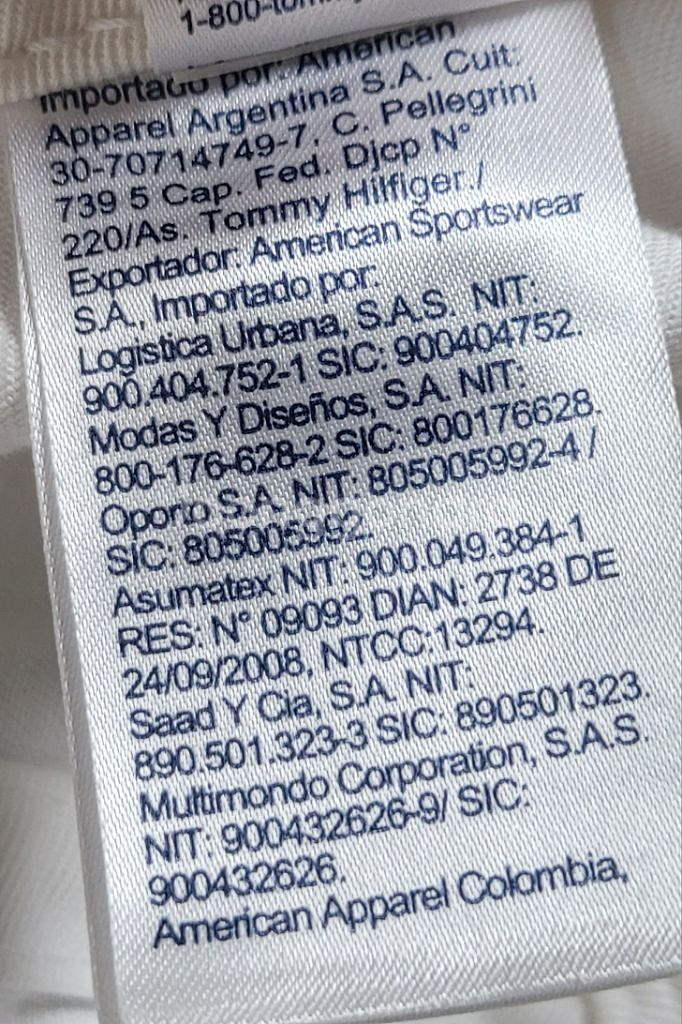 1-800-tommy
Importado por: American
Apparel Argentina S.A. Cuit:
30-70714749-7, C. Pellegrini
739 5 Cap. Fed. Djcp N°
220/As. Tommy Hilfiger./
Exportador: American Sportswear
S.A., Importado por:
Logistica Urbana, S.A.S. NIT:
900.404.752-1 SIC: 900404752.
Modas Y Diseños, S.A. NIT:
800-176-628-2 SIC: 800176628.
Oporto S.A. NIT: 805005992-4 /
SIC: 805005992.
Asumatex NIT: 900.049.384-1
RES: N° 09093 DIAN: 2738 DE
24/09/2008, NTCC:13294.
Saad Y Cia, S.A. NIT:
890.501.323-3 SIC: 890501323.
Multimondo Corporation, S.A.S.
NIT: 900432626-9/ SIC:
900432626.
American Apparel Colombia,